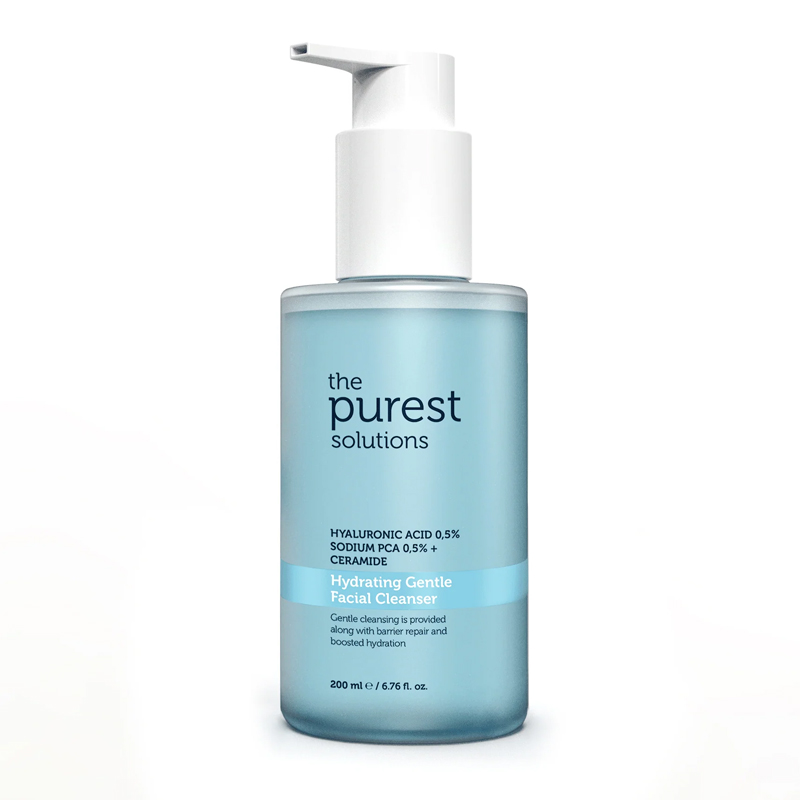 the
purest
solutions
HYALURONIC ACID 0,5%
SODIUM PCA 0,5% +
CERAMIDE
Hydrating Gentle
Facial Cleanser
Gentle cleansing is provided
along with barrier repair and
boosted hydration
200 ml ℮ / 6.76 fl. oz.